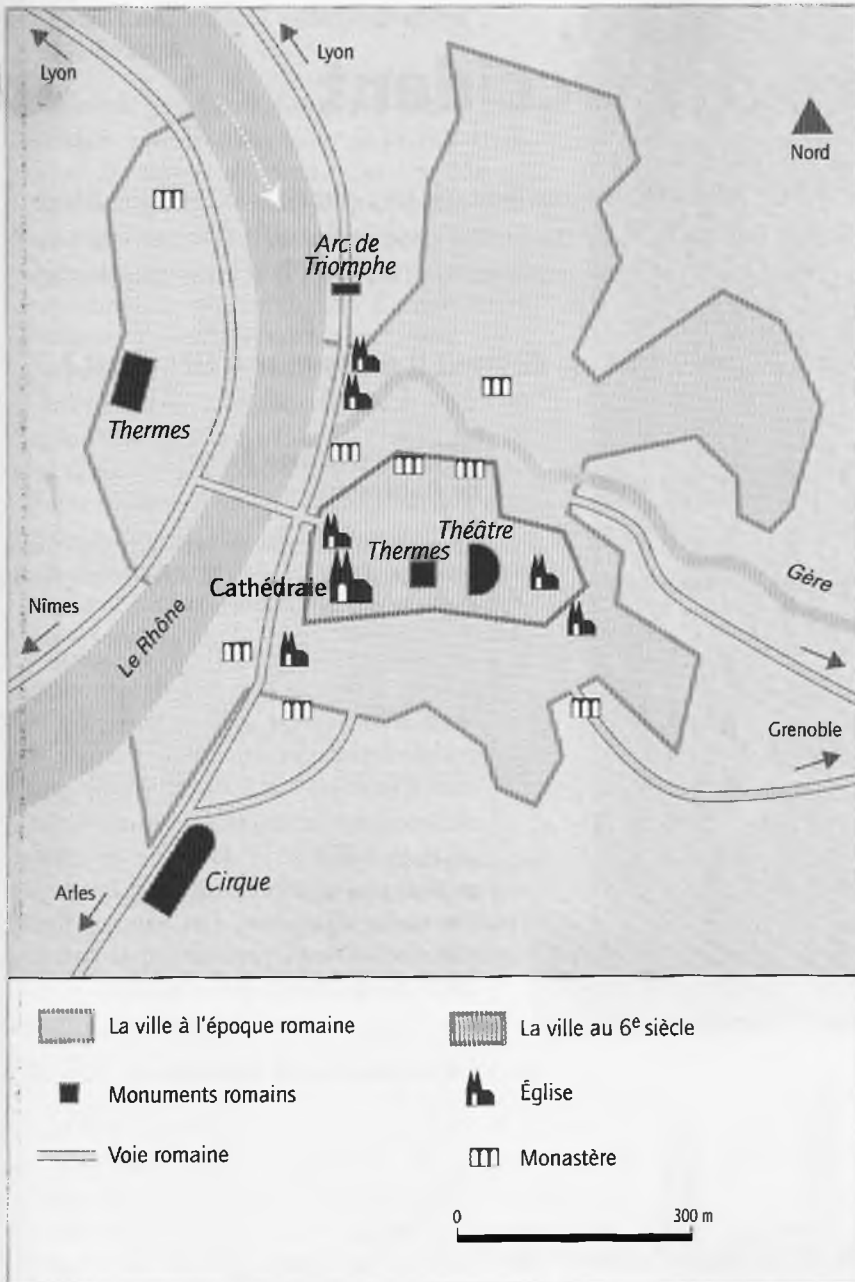 Lyon
Lyon
Nord
Arc de
Triomphe
Thermes
Théâtre
Thermes
Cathédraie
Gère
Nîmes
Le Rhône
Grenoble
Cirque
Arles
La ville à l'époque romaine
La ville au 6e siècle
Monuments romains
Église
Voie romaine
Monastère
0
300 m